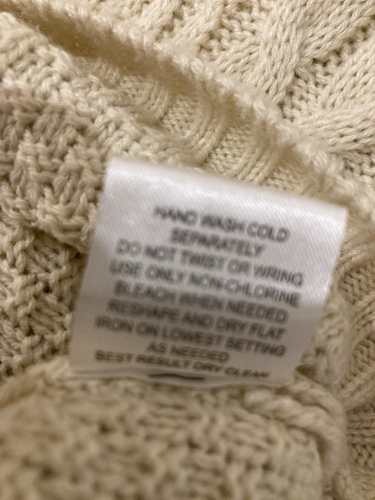 HAND WASH COLD
SEPARATELY
DO NOT TWIST OR WRING
USE ONLY NON-CHLORINE
BLEACH WHEN NEEDED
RESHAPE AND DRY FLAT
IRON ON LOWEST SETTING
AS NEEDED
BEST RESULT DRY CLEAN